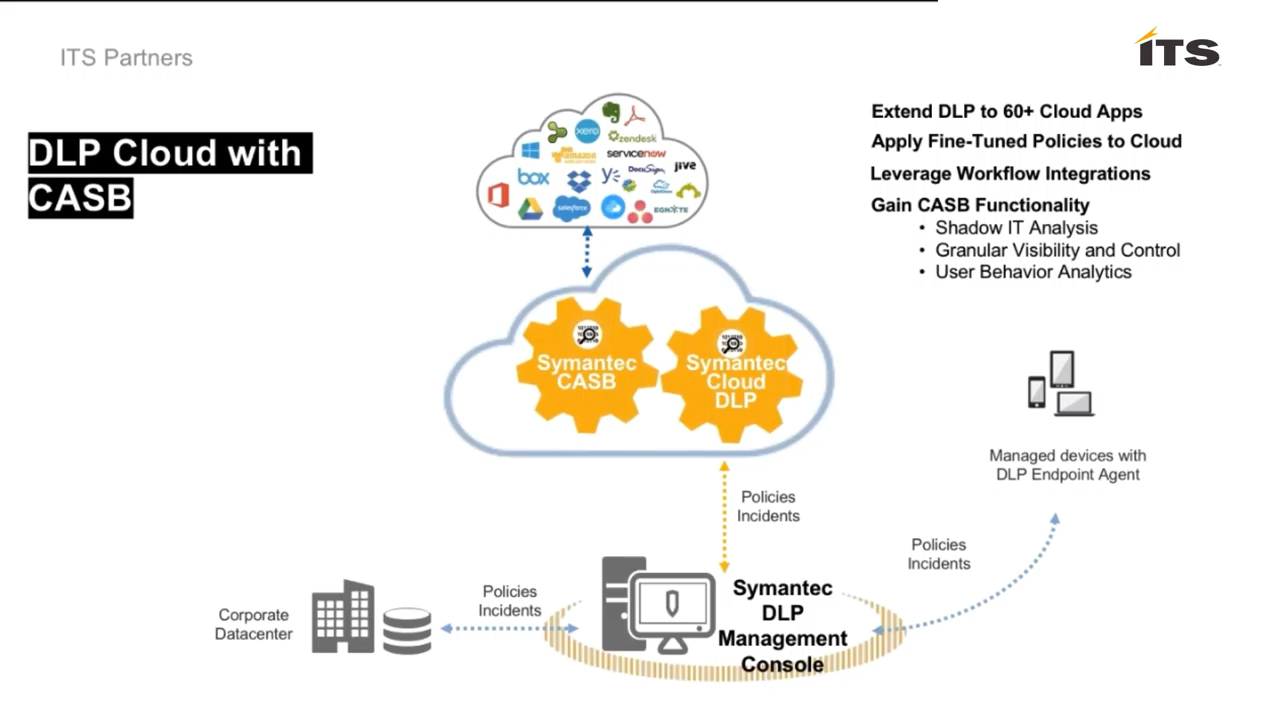 ITS Partners
ITS
DLP Cloud with
CASB
Extend DLP to 60+ Cloud Apps
Apply Fine-Tuned Policies to Cloud
Leverage Workflow Integrations
Gain CASB Functionality
• Shadow IT Analysis
• Granular Visibility and Control
• User Behavior Analytics
xero
zendesk
amazon
servicenow
box
DocuSign
jive
salesforce
EGNYTE
Symantec
CASB
Symantec
Cloud
DLP
Managed devices with
DLP Endpoint Agent
Policies
Incidents
Policies
Incidents
Policies
Incidents
Corporate
Datacenter
Symantec
DLP
Management
Console